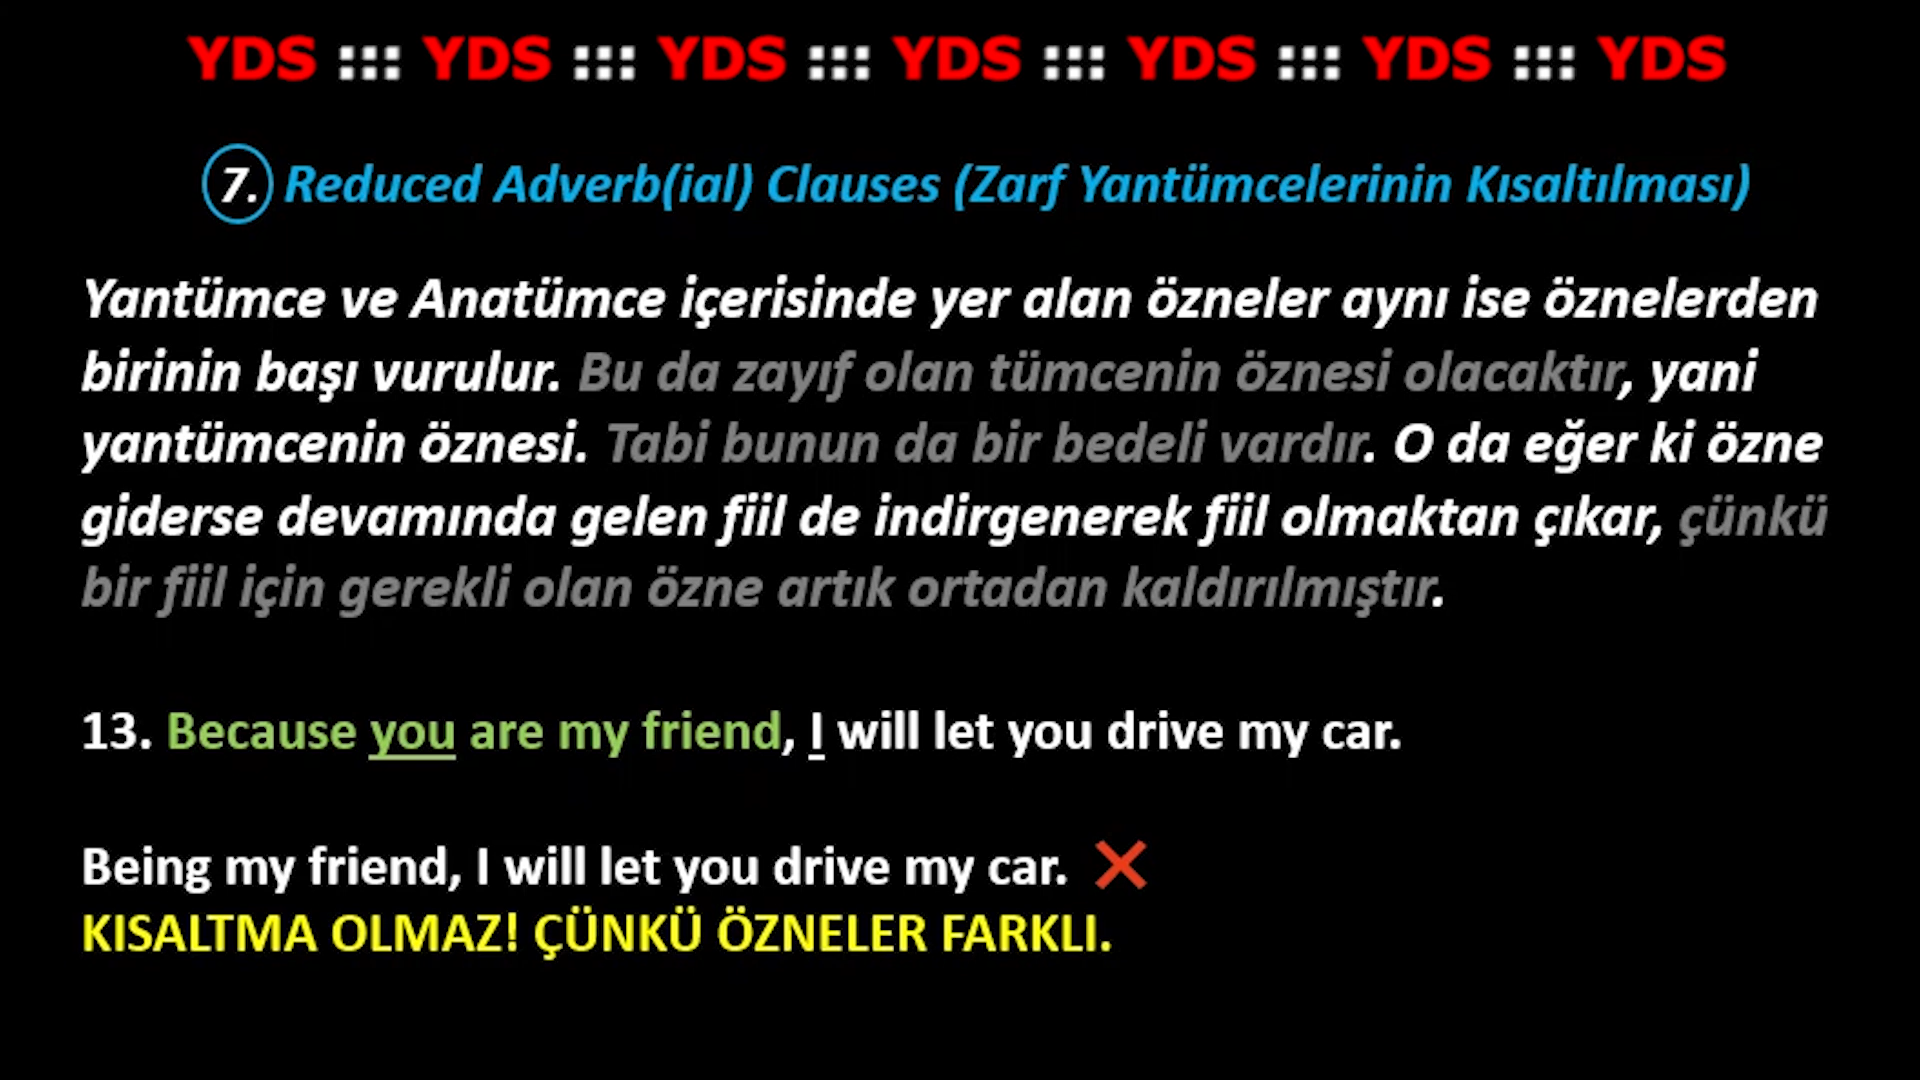 YDS ::: YDS ::: YDS ::: YDS ::: YDS ::: YDS ::: YDS
7. Reduced Adverb(ial) Clauses (Zarf Yantümcelerinin Kısaltılması)
Yantümce ve Anatümce içerisinde yer alan özneler aynı ise öznelerden
birinin başı vurulur. Bu da zayıf olan tümcenin öznesi olacaktır, yani
yantümcenin öznesi. Tabi bunun da bir bedeli vardır. O da eğer ki özne
giderse devamında gelen fiil de indirgenerek fiil olmaktan çıkar, çünkü
bir fiil için gerekli olan özne artık ortadan kaldırılmıştır.
13. Because you are my friend, I will let you drive my car.
Being my friend, I will let you drive my car. ❌
KISALTMA OLMAZ! ÇÜNKÜ ÖZNELER FARKLI.